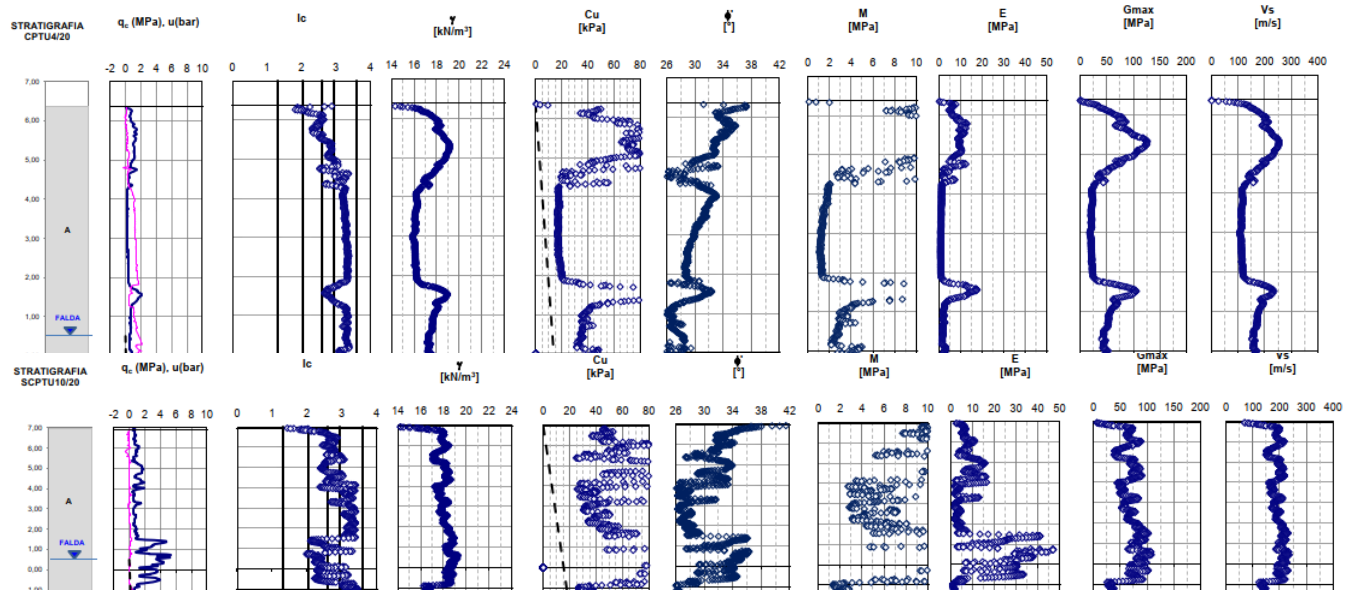 STRATIGRAFIA
CPTU4/20
qc (MPa), u(bar)
Ic
γ
[kN/m³]
Cu
[kPa]
ϕ'
[°]
M
[MPa]
E
[MPa]
Gmax
[MPa]
Vs
[m/s]
-2 0 2 4 6 8 10
0 1 2 3 4
14 16 19 22 24
0 20 40 60 80
26 30 34 38 42
0 2 4 6 8 10
0 10 20 30 40 50
0 50 100 150 200
0 100 200 300 400
7,00
6,00
5,00
4,00
3,00
A
2,00
1,00
FALDA
STRATIGRAFIA
SCPTU10/20
qc (MPa), u(bar)
Ic
γ
[kN/m³]
Cu
[kPa]
ϕ'
[°]
M
[MPa]
E
[MPa]
Gmax
[MPa]
Vs
[m/s]
-2 0 2 4 6 8 10
0 1 2 3 4
14 16 18 20 22 24
0 20 40 60 80
26 30 34 38 42
0 2 4 6 8 10
0 10 20 30 40 50
0 50 100 150 200
0 100 200 300 400
7,00
6,00
5,00
4,00
A
3,00
2,00
FALDA
1,00
0,00